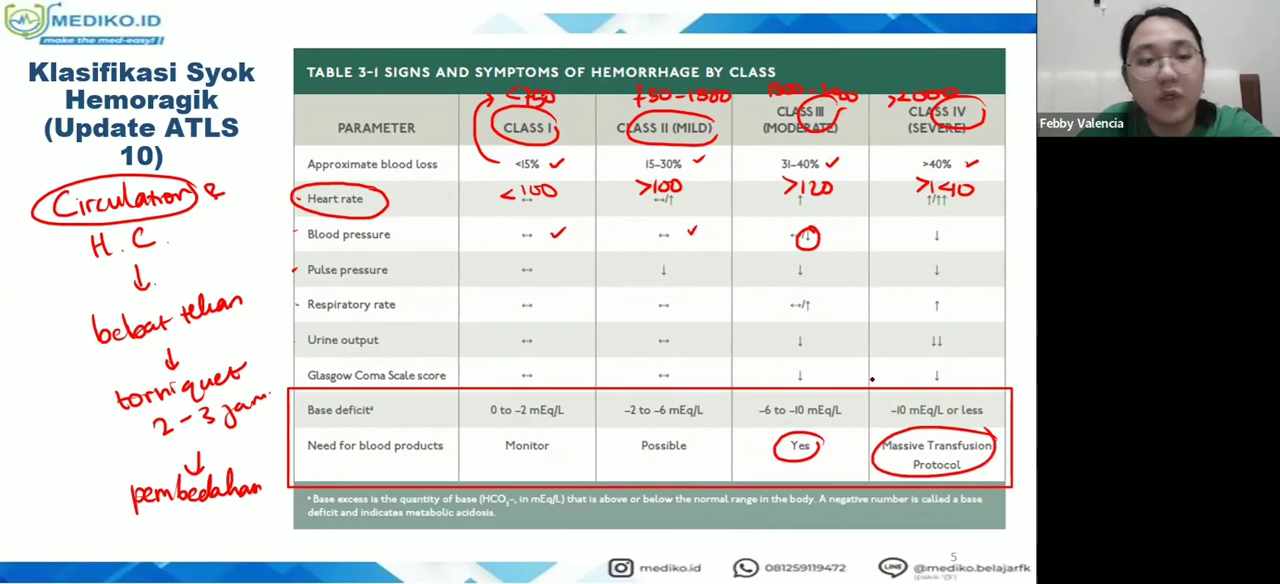 MEDIKO.ID
make the med-easy!
Klasifikasi Syok
Hemoragik
(Update ATLS
10)
Circulation &
H. C.
↓
bebat tekan
↓
torniquet
2 - 3 jam
↓
pembedahan
TABLE 3-1 SIGNS AND SYMPTOMS OF HEMORRHAGE BY CLASS
<750 750-1500 >2000
PARAMETER CLASS I CLASS II (MILD) CLASS III (MODERATE) CLASS IV (SEVERE)
Approximate blood loss <15% 15–30% 31–40% >40%
<100 >100 >120 >140
Heart rate ↔ ↔/↑ ↑ ↑/↑↑
Blood pressure ↔ ↔ ↔/↓ ↓
Pulse pressure ↔ ↓ ↓ ↓
Respiratory rate ↔ ↔ ↔/↑ ↑
Urine output ↔ ↔ ↓ ↓↓
Glasgow Coma Scale score ↔ ↔ ↓ ↓
Base deficitᵃ 0 to –2 mEq/L –2 to –6 mEq/L –6 to –10 mEq/L –10 mEq/L or less
Need for blood products Monitor Possible Yes Massive Transfusion Protocol
ᵃ Base excess is the quantity of base (HCO₃–, in mEq/L) that is above or below the normal range in the body. A negative number is called a base
deficit and indicates metabolic acidosis.
5
mediko.id 081259119472 @mediko.belajarfk
Febby Valencia